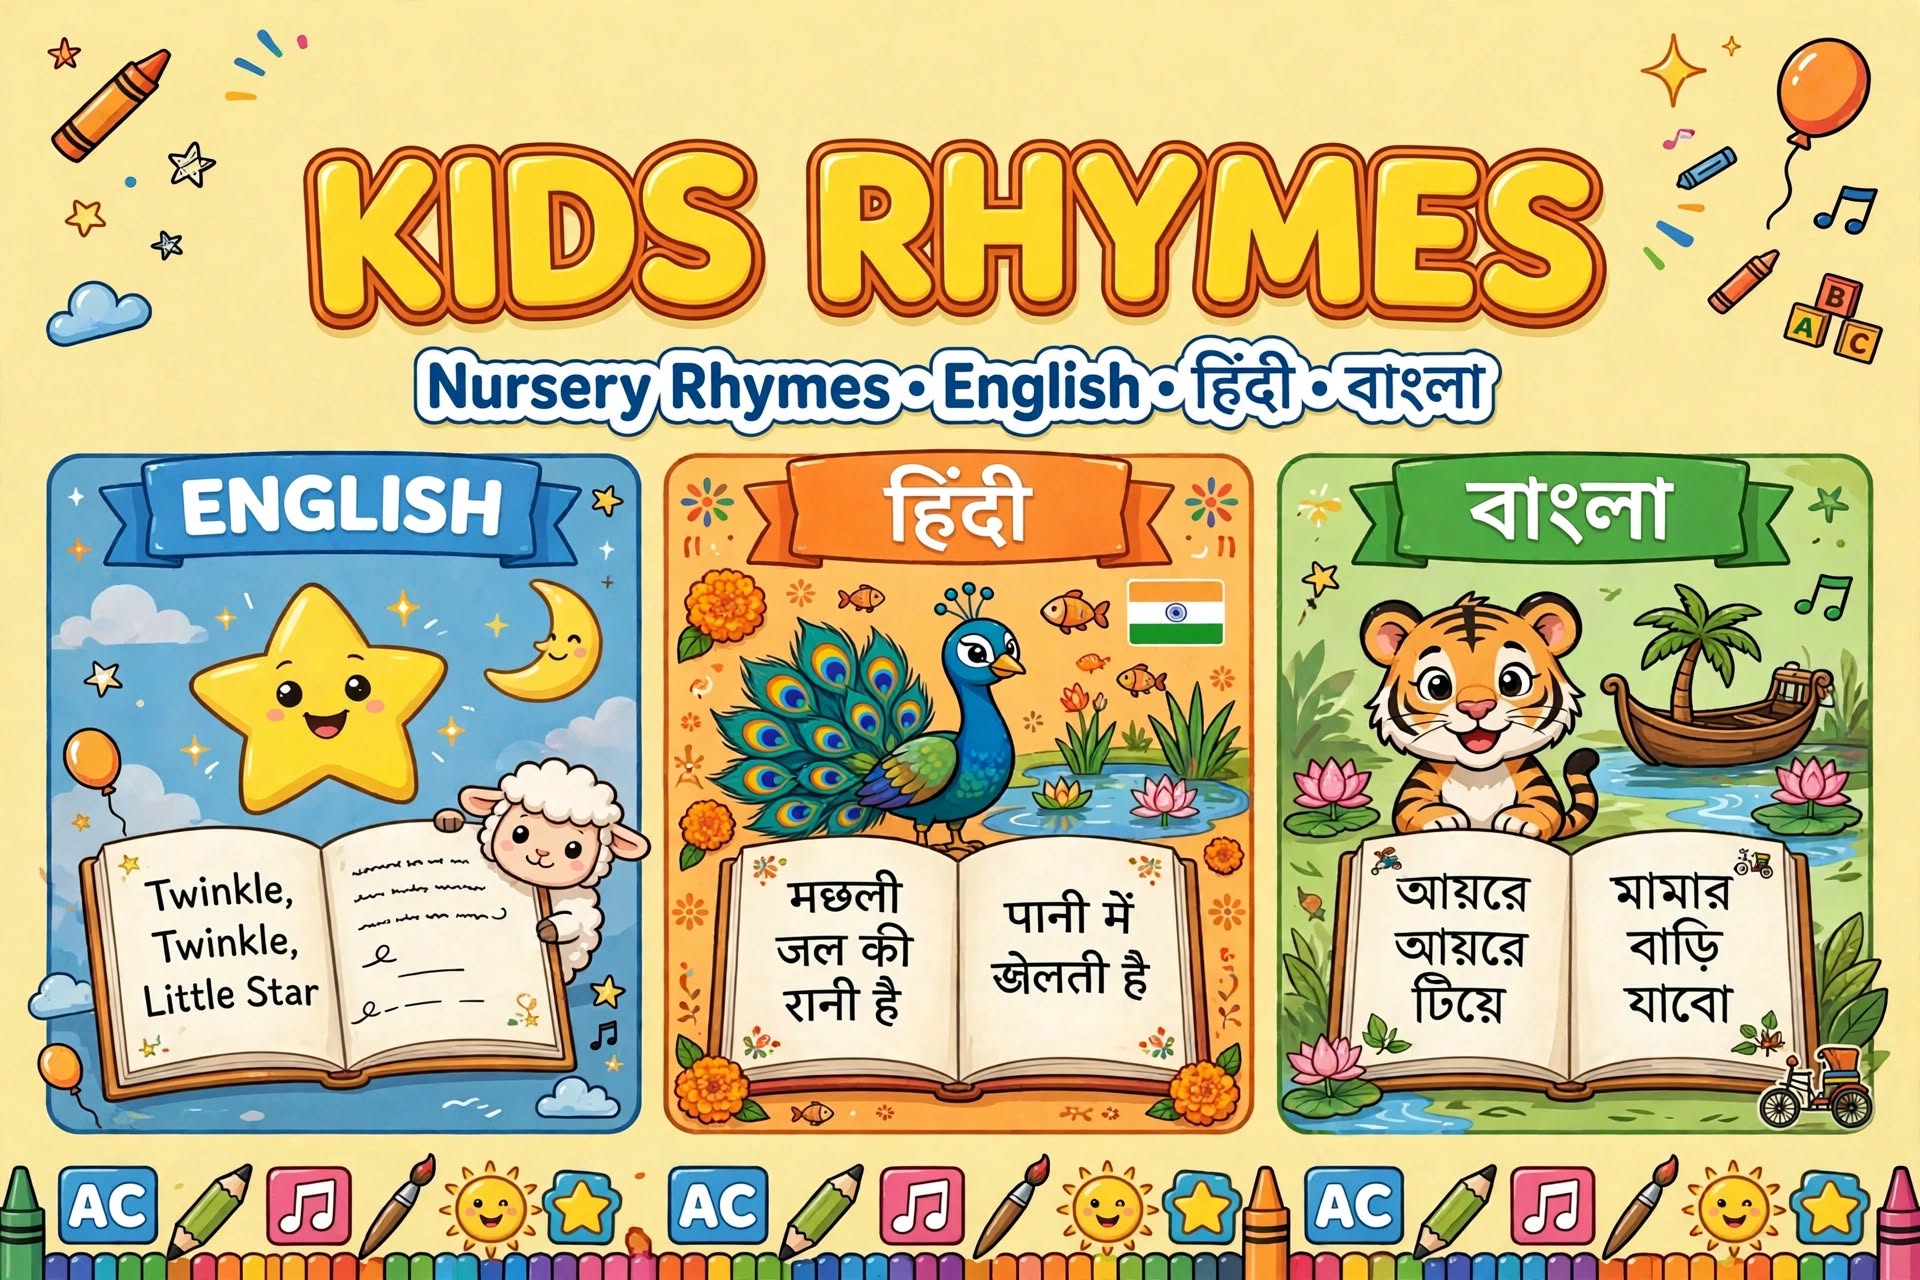 KIDS RHYMES
Nursery Rhymes • English • हिंदी • বাংলা
B
A C
ENGLISH
Twinkle,
Twinkle,
Little Star
हिंदी
मछली
जल की
रानी है
पानी में
खेलती है
বাংলা
আয়রে
আয়রে
টিয়ে
মামার
বাড়ি
যাবো
AC
AC
AC